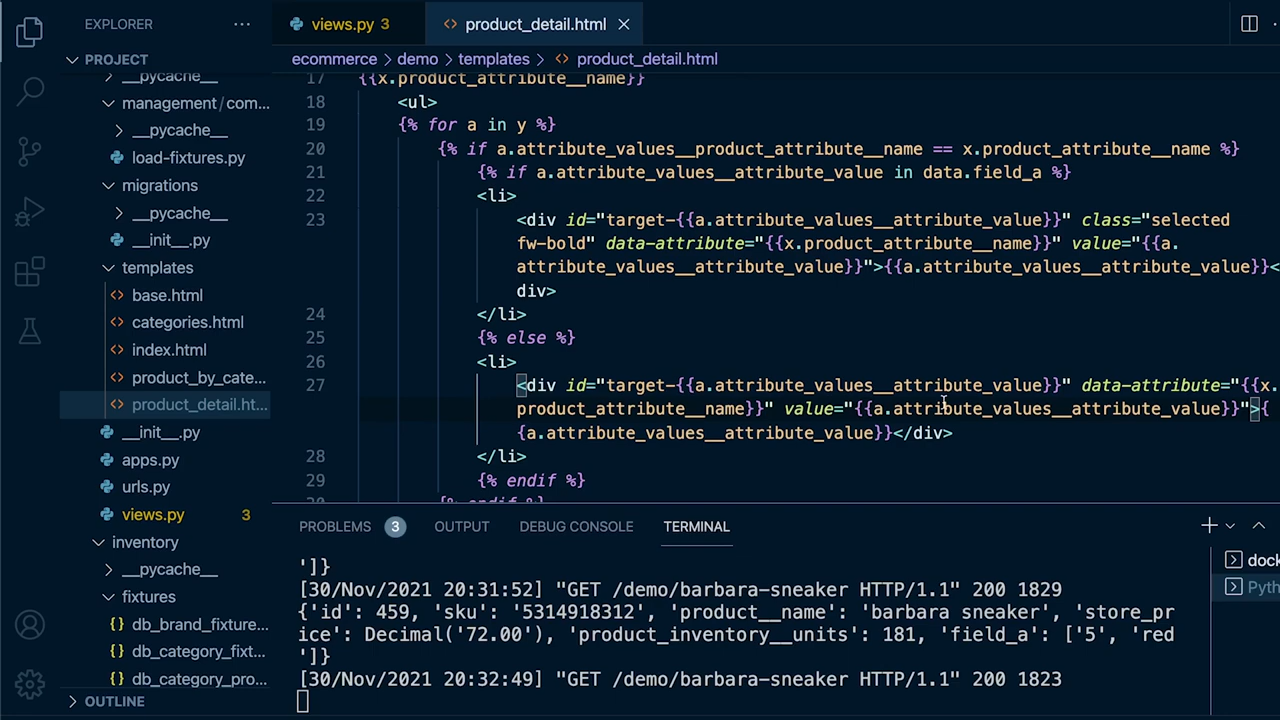 EXPLORER
PROJECT
__pycache__
management/com...
__pycache__
load-fixtures.py
migrations
__pycache__
__init__.py
templates
base.html
categories.html
index.html
product_by_cate...
product_detail.ht...
__init__.py
apps.py
urls.py
views.py 3
inventory
__pycache__
fixtures
db_brand_fixture...
db_category_fixt...
db_category_pro...
OUTLINE
views.py 3
product_detail.html
ecommerce > demo > templates > product_detail.html
17 {{x.product_attribute__name}}
18 <ul>
19 {% for a in y %}
20 {% if a.attribute_values__product_attribute__name == x.product_attribute__name %}
21 {% if a.attribute_values__attribute_value in data.field_a %}
22 <li>
23 <div id="target-{{a.attribute_values__attribute_value}}" class="selected
fw-bold" data-attribute="{{x.product_attribute__name}}" value="{{a.
attribute_values__attribute_value}}">{{a.attribute_values__attribute_value}}<
div>
24 </li>
25 {% else %}
26 <li>
27 <div id="target-{{a.attribute_values__attribute_value}}" data-attribute="{{x.
product_attribute__name}}" value="{{a.attribute_values__attribute_value}}">{
{a.attribute_values__attribute_value}}</div>
28 </li>
29 {% endif %}
30 {% endif %}
PROBLEMS 3 OUTPUT DEBUG CONSOLE TERMINAL
']}
[30/Nov/2021 20:31:52] "GET /demo/barbara-sneaker HTTP/1.1" 200 1829
{'id': 459, 'sku': '5314918312', 'product__name': 'barbara sneaker', 'store_pr
ice': Decimal('72.00'), 'product_inventory__units': 181, 'field_a': ['5', 'red
']}
[30/Nov/2021 20:32:49] "GET /demo/barbara-sneaker HTTP/1.1" 200 1823
dock
Pyth